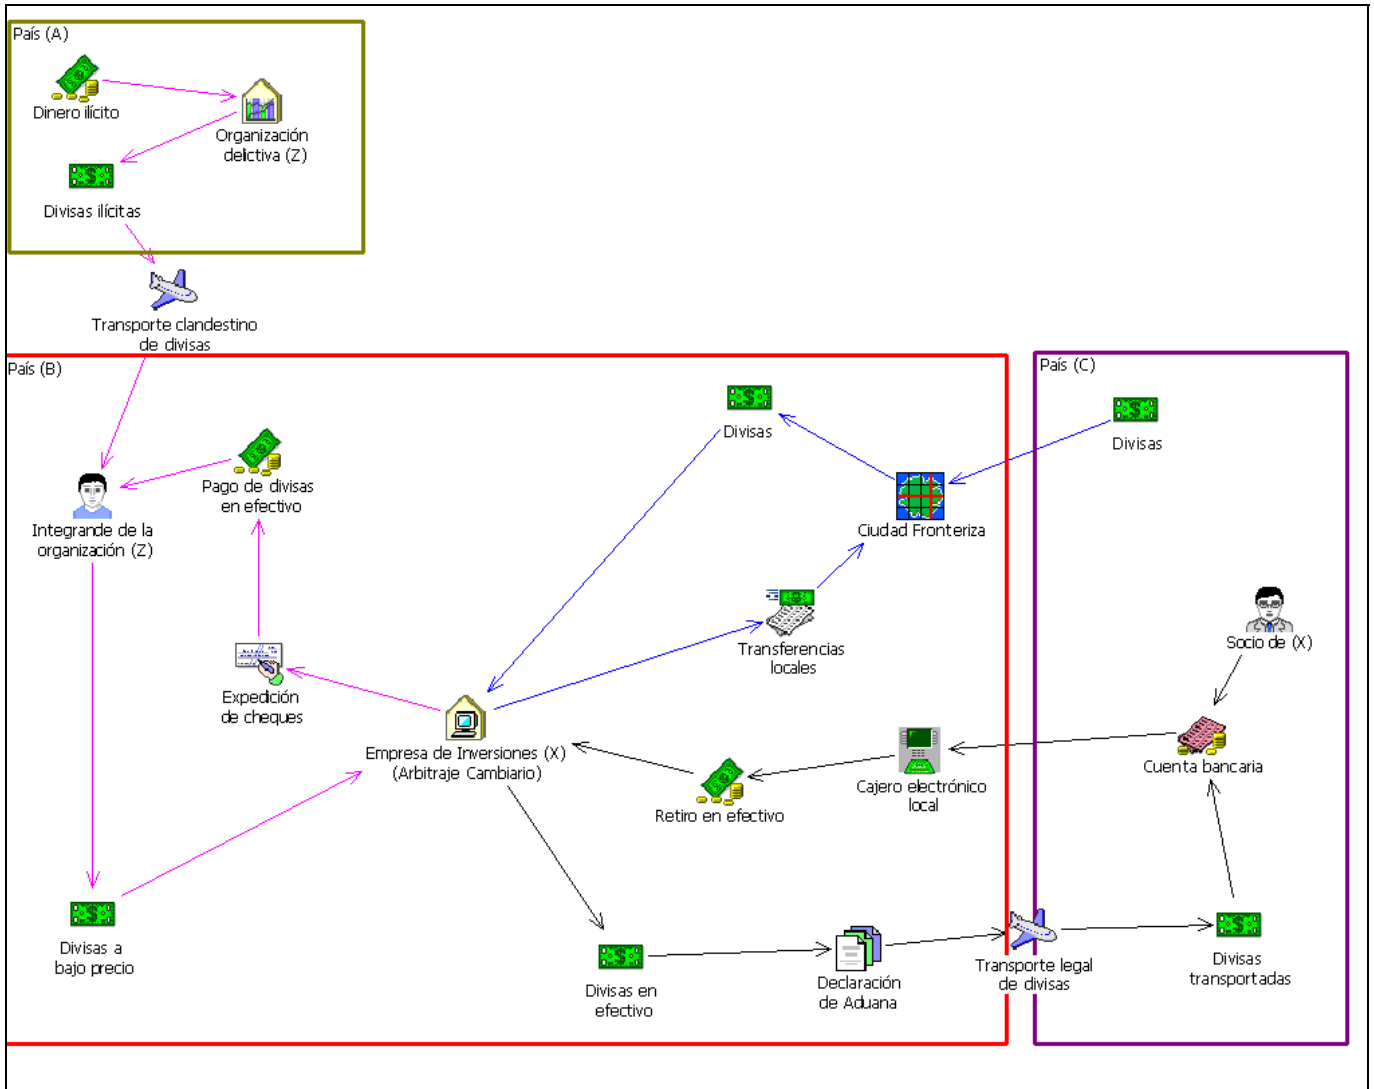 País (A)
Dinero ilícito
Organización
delictiva (Z)
Divisas ilícitas
Transporte clandestino
de divisas
País (B)
País (C)
Divisas
Divisas
Pago de divisas
en efectivo
Integrande de la
organización (Z)
Ciudad Fronteriza
Transferencias
locales
Socio de (X)
Expedición
de cheques
Empresa de Inversiones (X)
(Arbitraje Cambiario)
Cuenta bancaria
Cajero electrónico
local
Retiro en efectivo
Divisas a
bajo precio
Divisas en
efectivo
Declaración
de Aduana
Transporte legal
de divisas
Divisas
transportadas